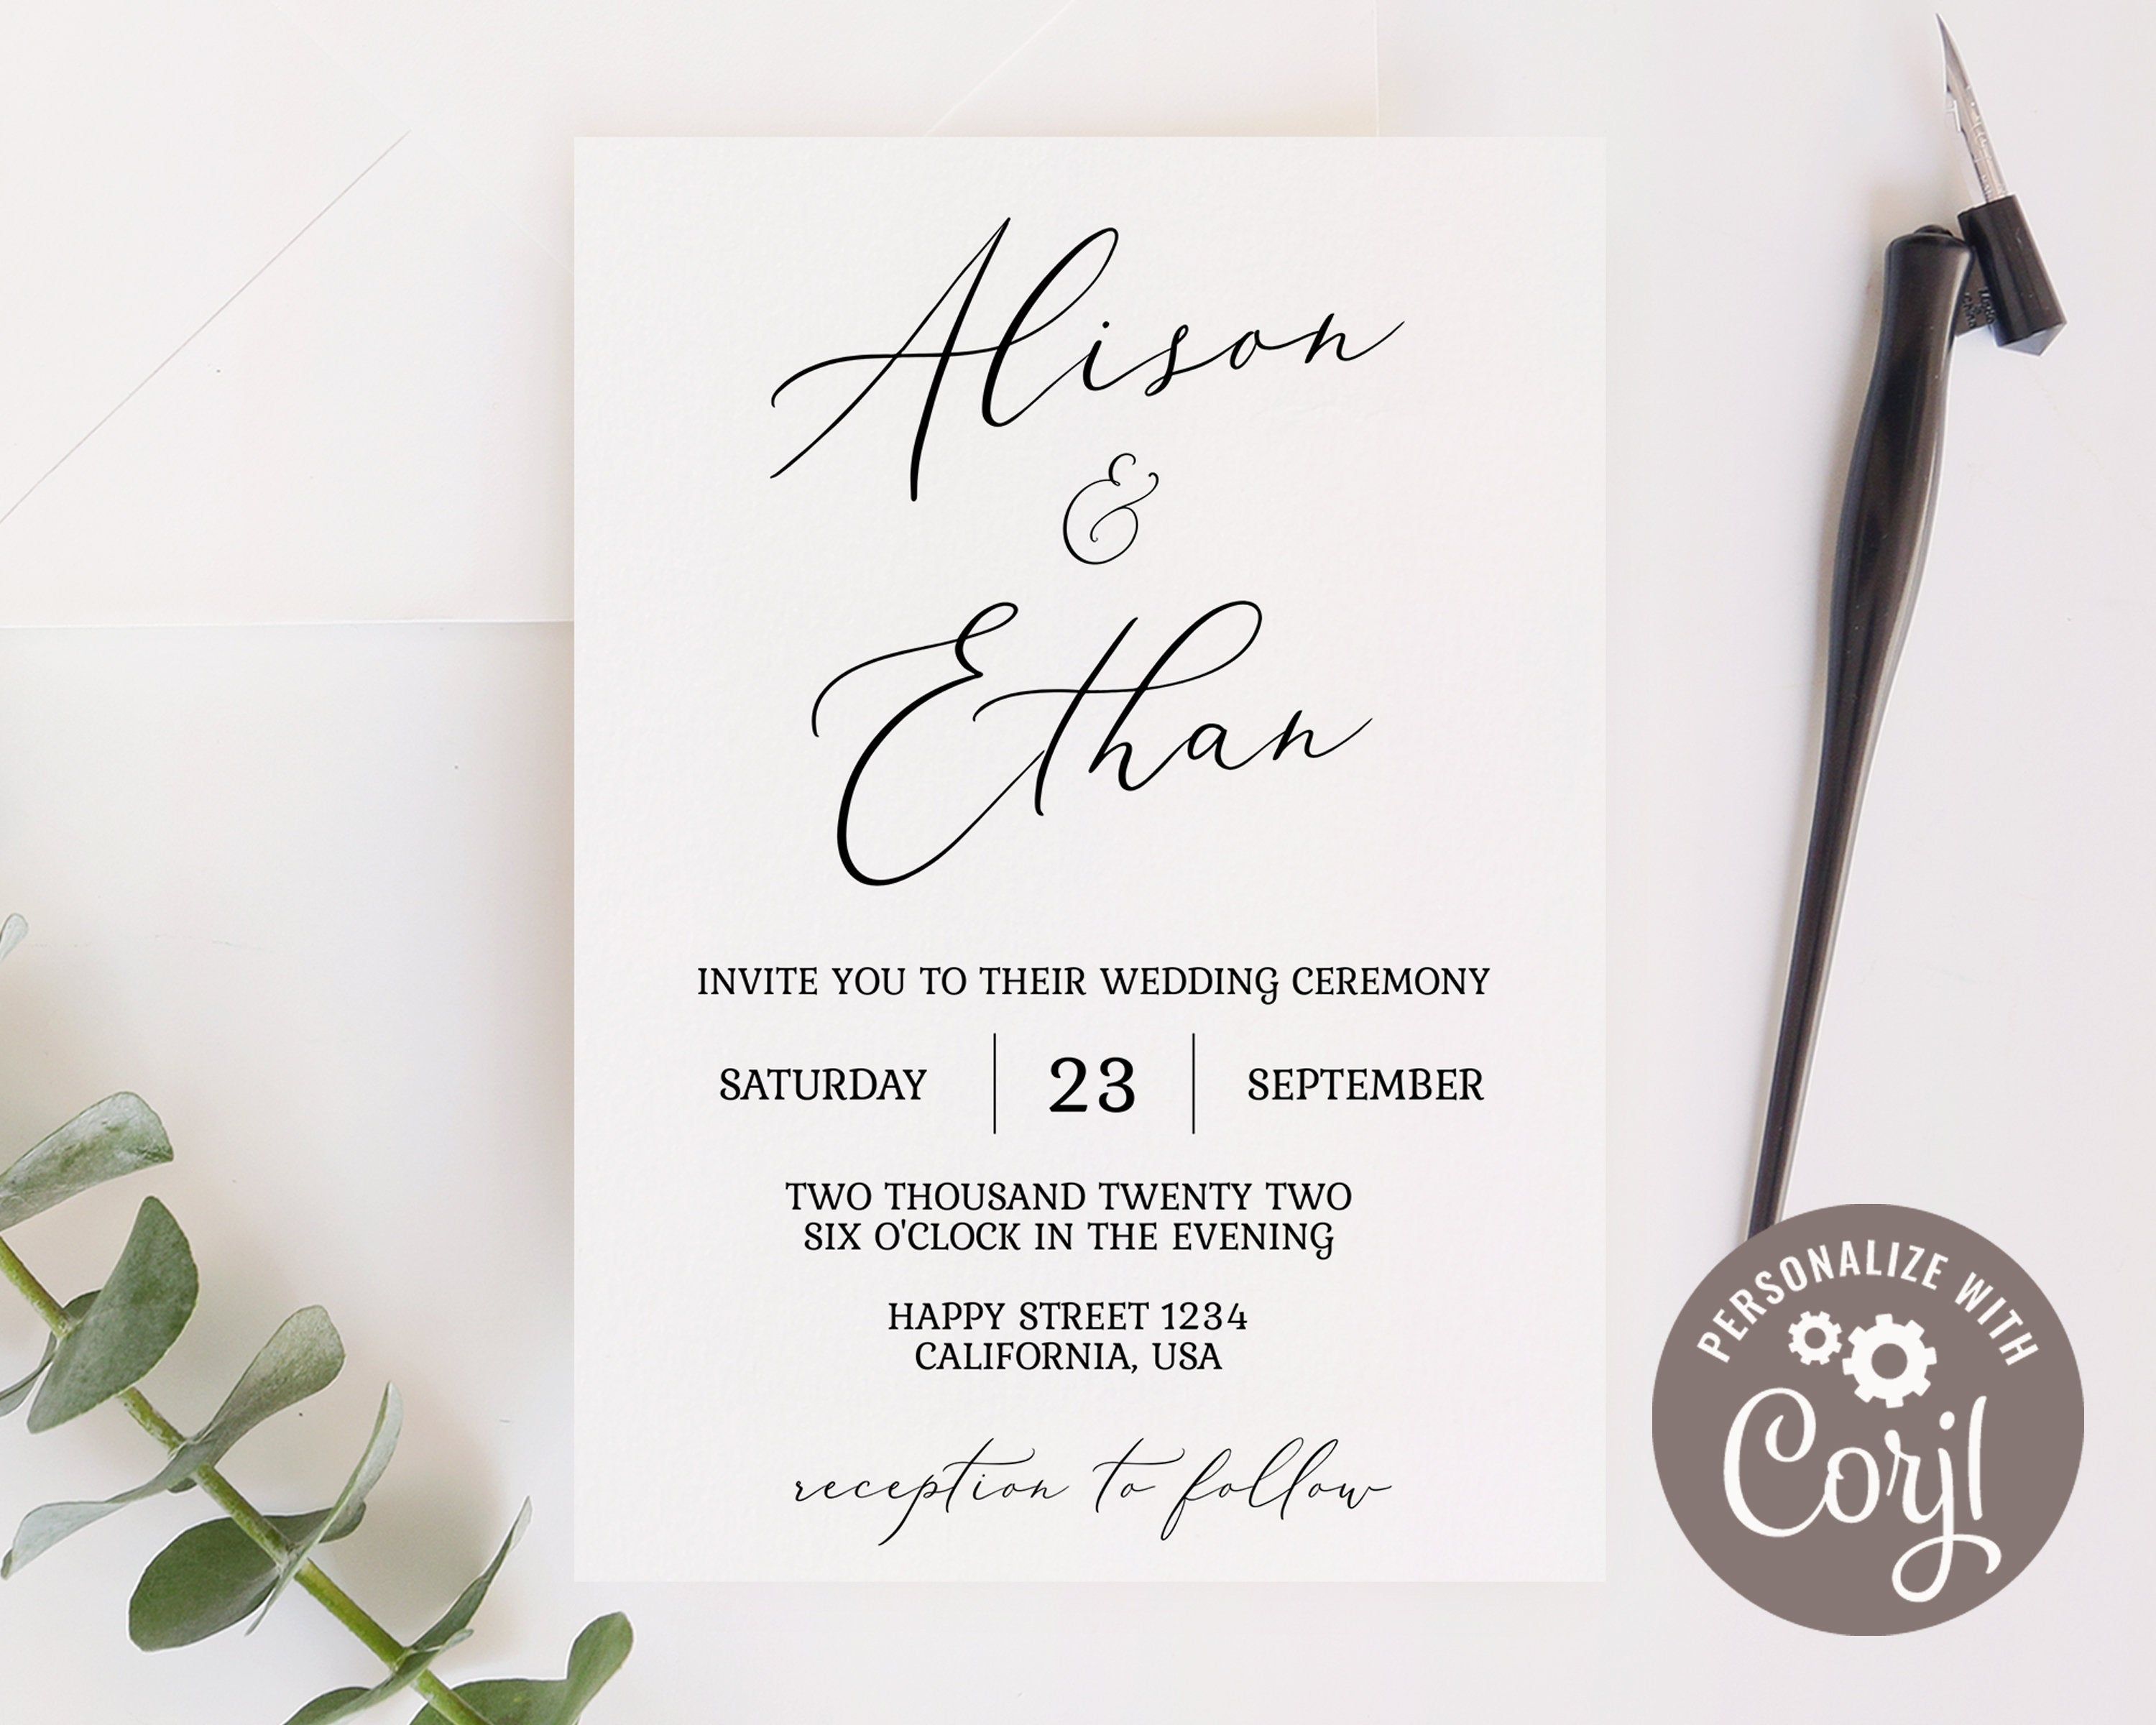 Alison
&
Ethan
INVITE YOU TO THEIR WEDDING CEREMONY
SATURDAY | 23 | SEPTEMBER
TWO THOUSAND TWENTY TWO
SIX O'CLOCK IN THE EVENING
HAPPY STREET 1234
CALIFORNIA, USA
reception to follow
PERSONALIZE WITH
Corjl